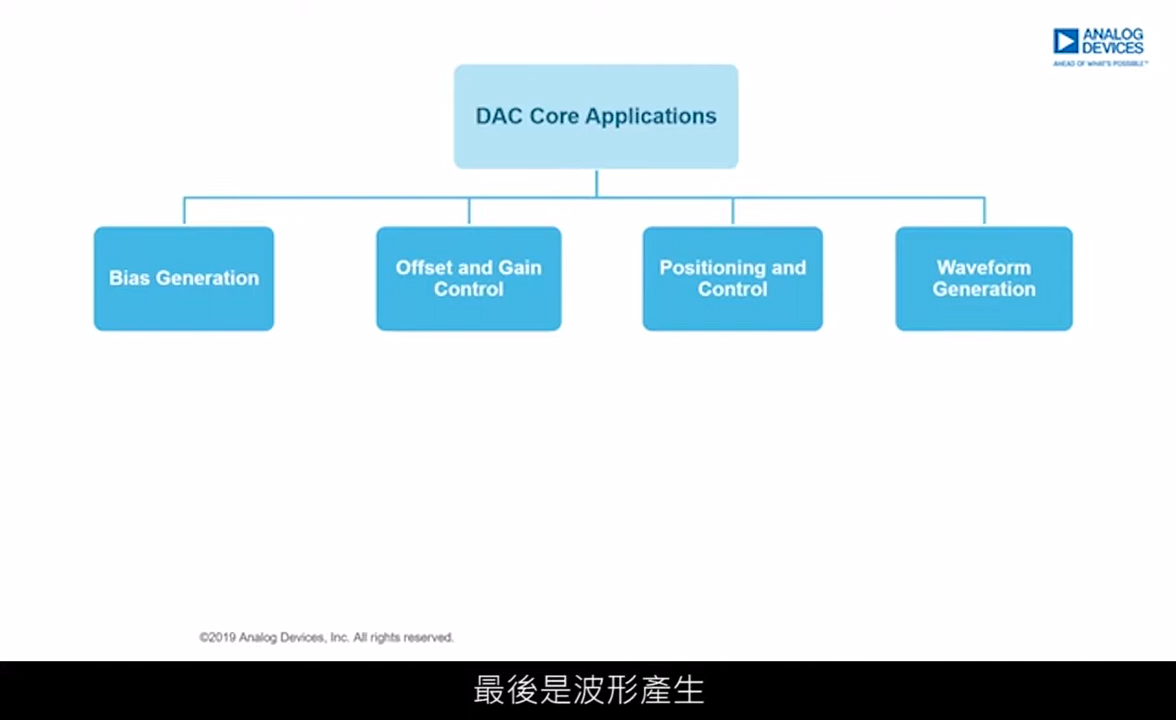 ANALOG
DEVICES
AHEAD OF WHAT'S POSSIBLE™
DAC Core Applications
Bias Generation
Offset and Gain
Control
Positioning and
Control
Waveform
Generation
©2019 Analog Devices, Inc. All rights reserved.
最後是波形產生